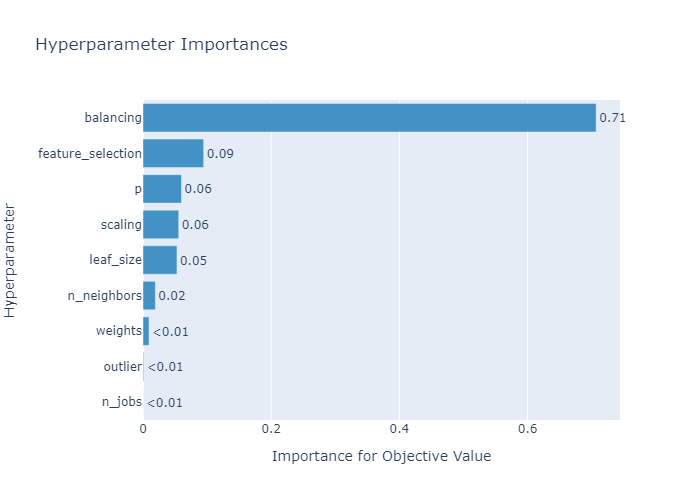 Hyperparameter Importances
Hyperparameter
balancing 0.71
feature_selection 0.09
p 0.06
scaling 0.06
leaf_size 0.05
n_neighbors 0.02
weights <0.01
outlier <0.01
n_jobs <0.01
0 0.2 0.4 0.6
Importance for Objective Value